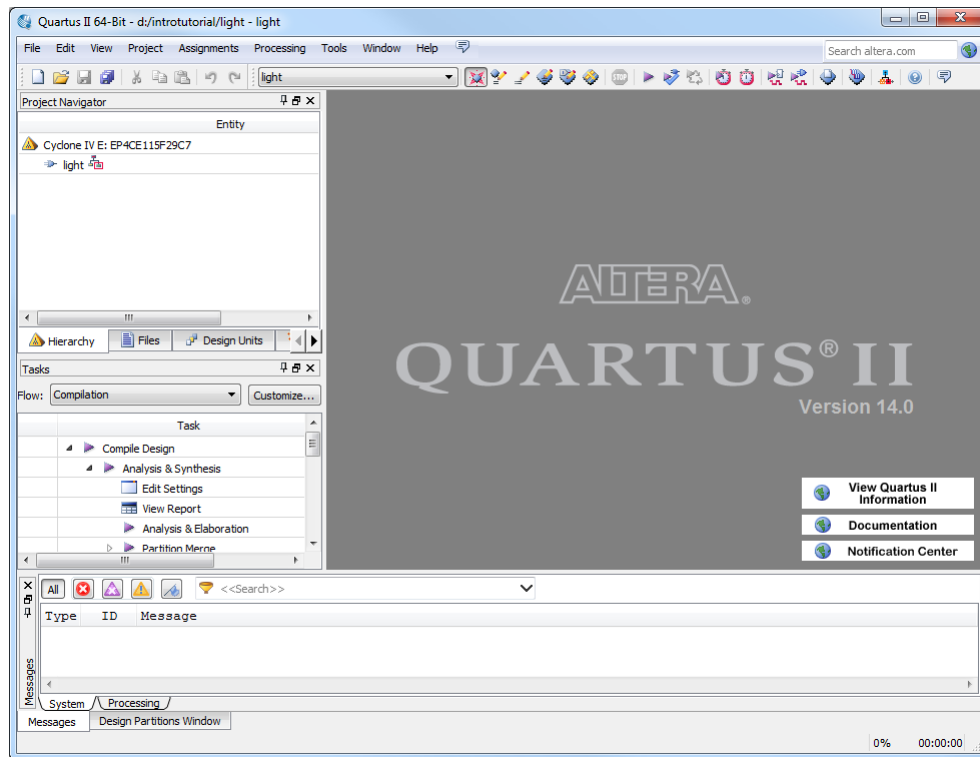 Quartus II 64-Bit - d:/introtutorial/light - light
File Edit View Project Assignments Processing Tools Window Help
Search altera.com
light
STOP
Project Navigator
Entity
Cyclone IV E: EP4CE115F29C7
light
Hierarchy Files Design Units
Tasks
Flow: Compilation Customize...
Task
Compile Design
Analysis & Synthesis
Edit Settings
View Report
Analysis & Elaboration
Partition Merge
ALTERA®
QUARTUS® II
Version 14.0
View Quartus II
Information
Documentation
Notification Center
All <<Search>>
Type ID Message
Messages
System Processing
Messages Design Partitions Window
0% 00:00:00